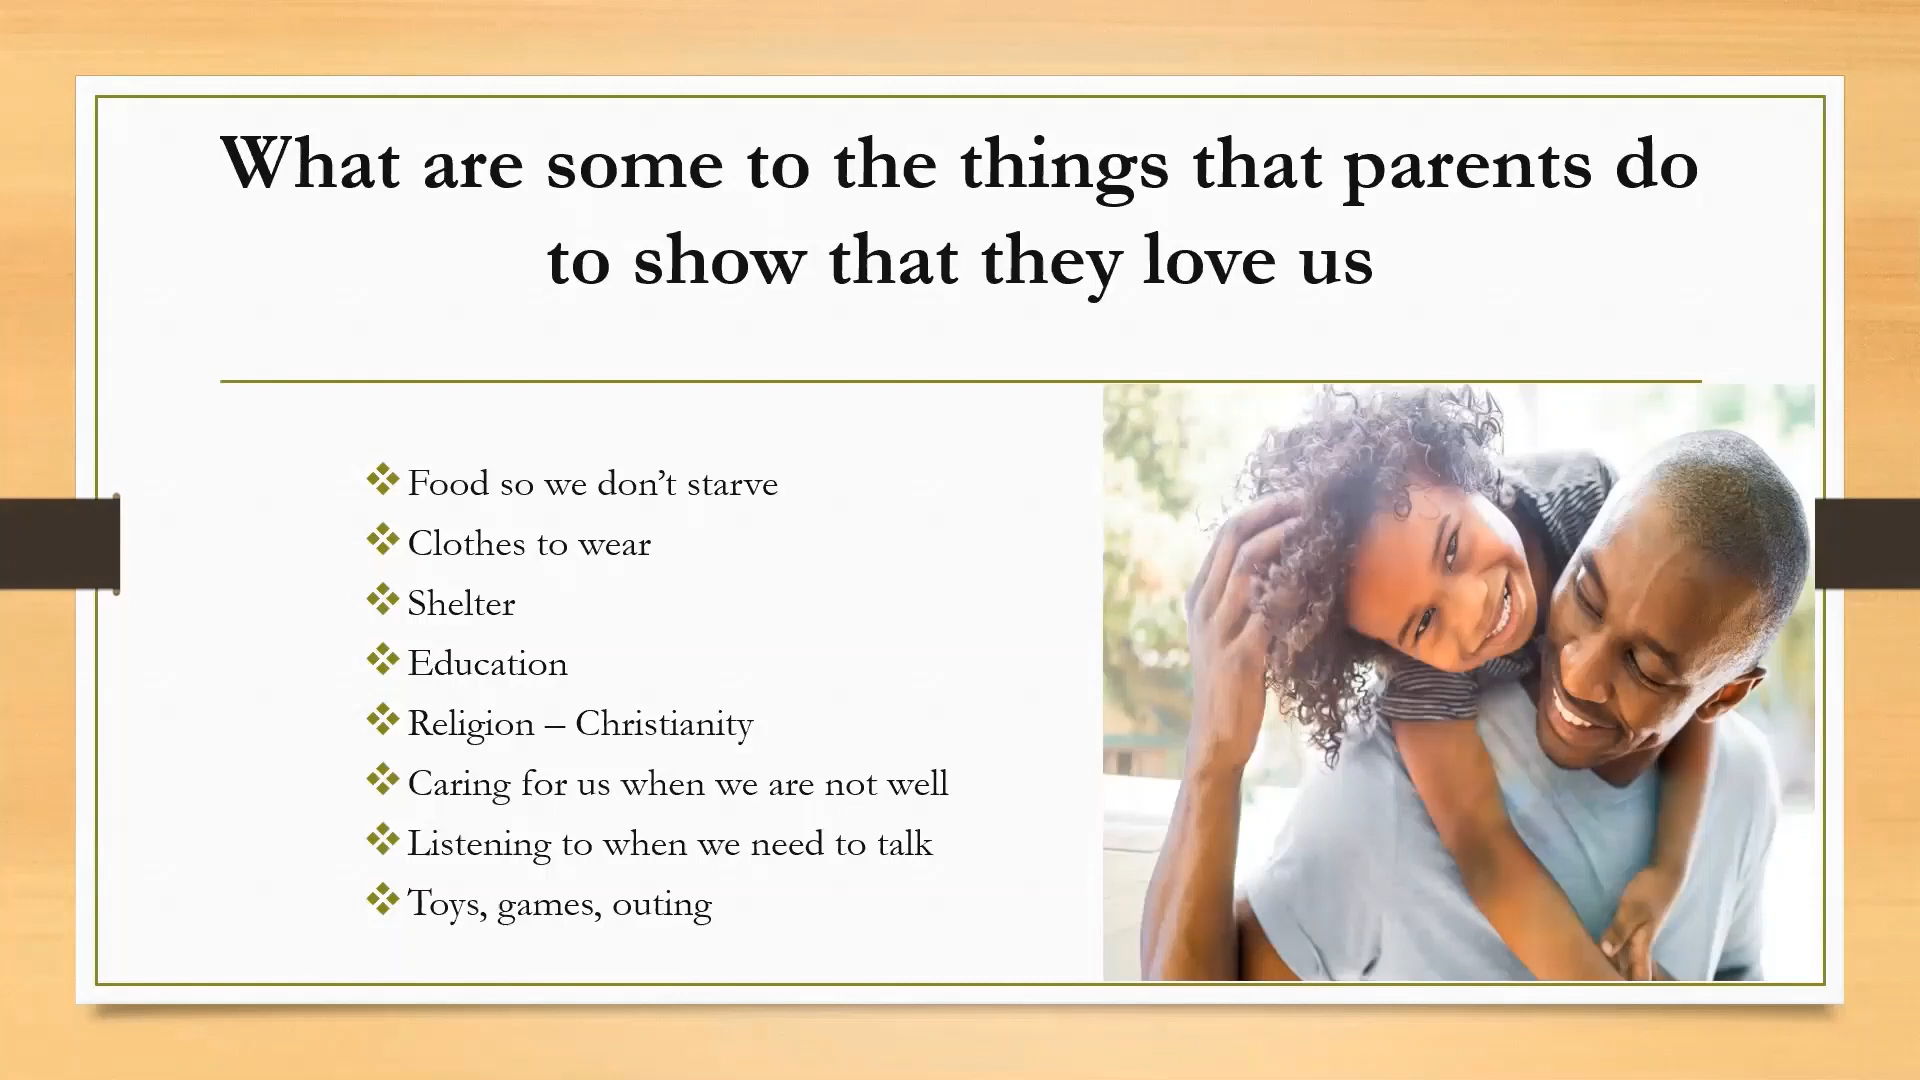 What are some to the things that parents do
to show that they love us
Food so we don’t starve
Clothes to wear
Shelter
Education
Religion – Christianity
Caring for us when we are not well
Listening to when we need to talk
Toys, games, outing